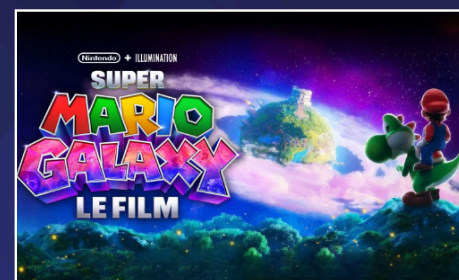 Nintendo + ILLUMINATION
SUPER
MARIO
GALAXY
LE FILM